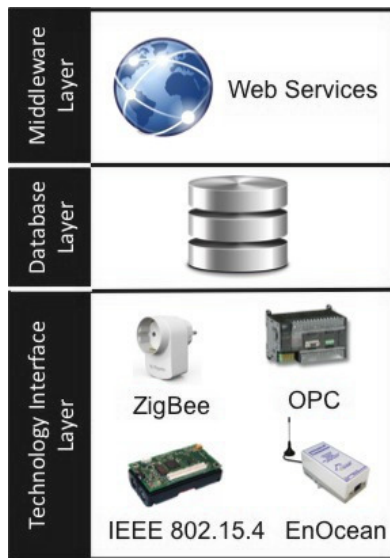 Middleware
Layer
Web Services
Database
Layer
Technology Interface
Layer
ZigBee
OPC
IEEE 802.15.4
EnOcean